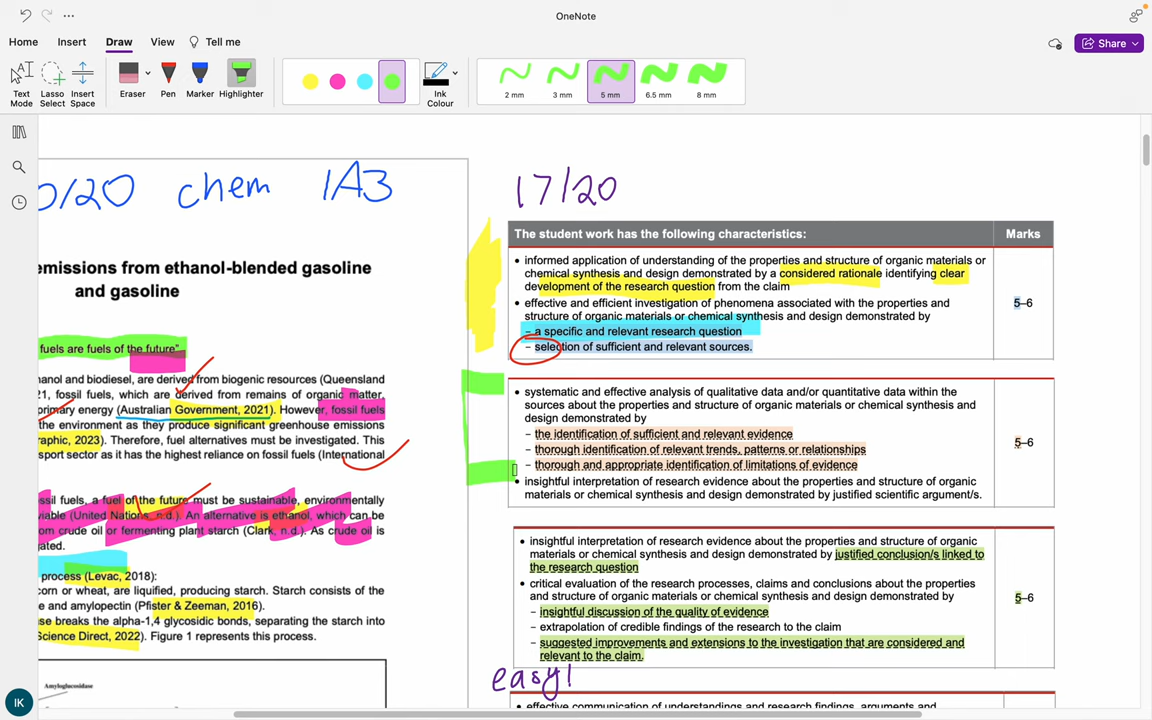 OneNote
Home Insert Draw View Tell me
Share
Text Mode
Lasso Select
Insert Space
Eraser
Pen
Marker
Highlighter
Ink Colour
2 mm
3 mm
5 mm
6.5 mm
8 mm
0/20 chem IA3
17/20
emissions from ethanol-blended gasoline
and gasoline
fuels are fuels of the future"
anol and biodiesel, are derived from biogenic resources (Queensland
21, fossil fuels, which are derived from remains of organic matter,
primary energy (Australian Government, 2021). However, fossil fuels
the environment as they produce significant greenhouse emissions
raphic, 2023). Therefore, fuel alternatives must be investigated. This
sport sector as it has the highest reliance on fossil fuels (International
ssil fuels, a fuel of the future must be sustainable, environmentally
viable (United Nations, n.d.). An alternative is ethanol, which can be
om crude oil or fermenting plant starch (Clark, n.d.). As crude oil is
gated.
process (Levac, 2018):
corn or wheat, are liquified, producing starch. Starch consists of the
e and amylopectin (Pfister & Zeeman, 2016).
se breaks the alpha-1,4 glycosidic bonds, separating the starch into
Science Direct, 2022). Figure 1 represents this process.
Amyloglucosidase
The student work has the following characteristics: Marks
• informed application of understanding of the properties and structure of organic materials or
chemical synthesis and design demonstrated by a considered rationale identifying clear
development of the research question from the claim
• effective and efficient investigation of phenomena associated with the properties and
structure of organic materials or chemical synthesis and design demonstrated by
– a specific and relevant research question
– selection of sufficient and relevant sources.
5–6
• systematic and effective analysis of qualitative data and/or quantitative data within the
sources about the properties and structure of organic materials or chemical synthesis and
design demonstrated by
– the identification of sufficient and relevant evidence
– thorough identification of relevant trends, patterns or relationships
– thorough and appropriate identification of limitations of evidence
• insightful interpretation of research evidence about the properties and structure of organic
materials or chemical synthesis and design demonstrated by justified scientific argument/s.
5–6
• insightful interpretation of research evidence about the properties and structure of organic
materials or chemical synthesis and design demonstrated by justified conclusion/s linked to
the research question
• critical evaluation of the research processes, claims and conclusions about the properties
and structure of organic materials or chemical synthesis and design demonstrated by
– insightful discussion of the quality of evidence
– extrapolation of credible findings of the research to the claim
– suggested improvements and extensions to the investigation that are considered and
relevant to the claim.
5–6
easy!
• effective communication of understandings and research findings, arguments and
IK